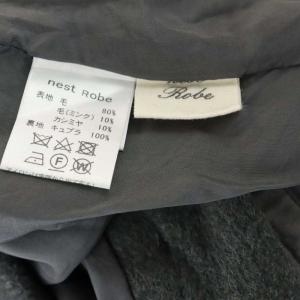 nest Robe
表地 毛 80%
毛(ミンク) 10%
カシミヤ 10%
裏地 キュプラ 100%
Robe